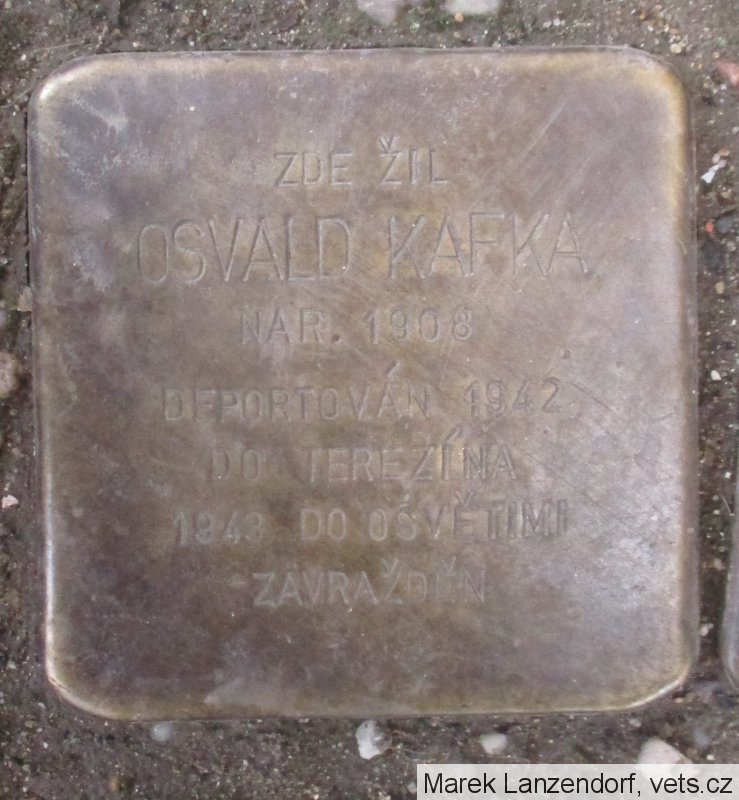 ZDE ŽIL
OSVALD KAFKA
NAR. 1908
DEPORTOVÁN 1942
DO TEREZÍNA
1943 DO OSVĚTIMI
ZAVRAŽDĚN
Marek Lanzendorf, vets.cz